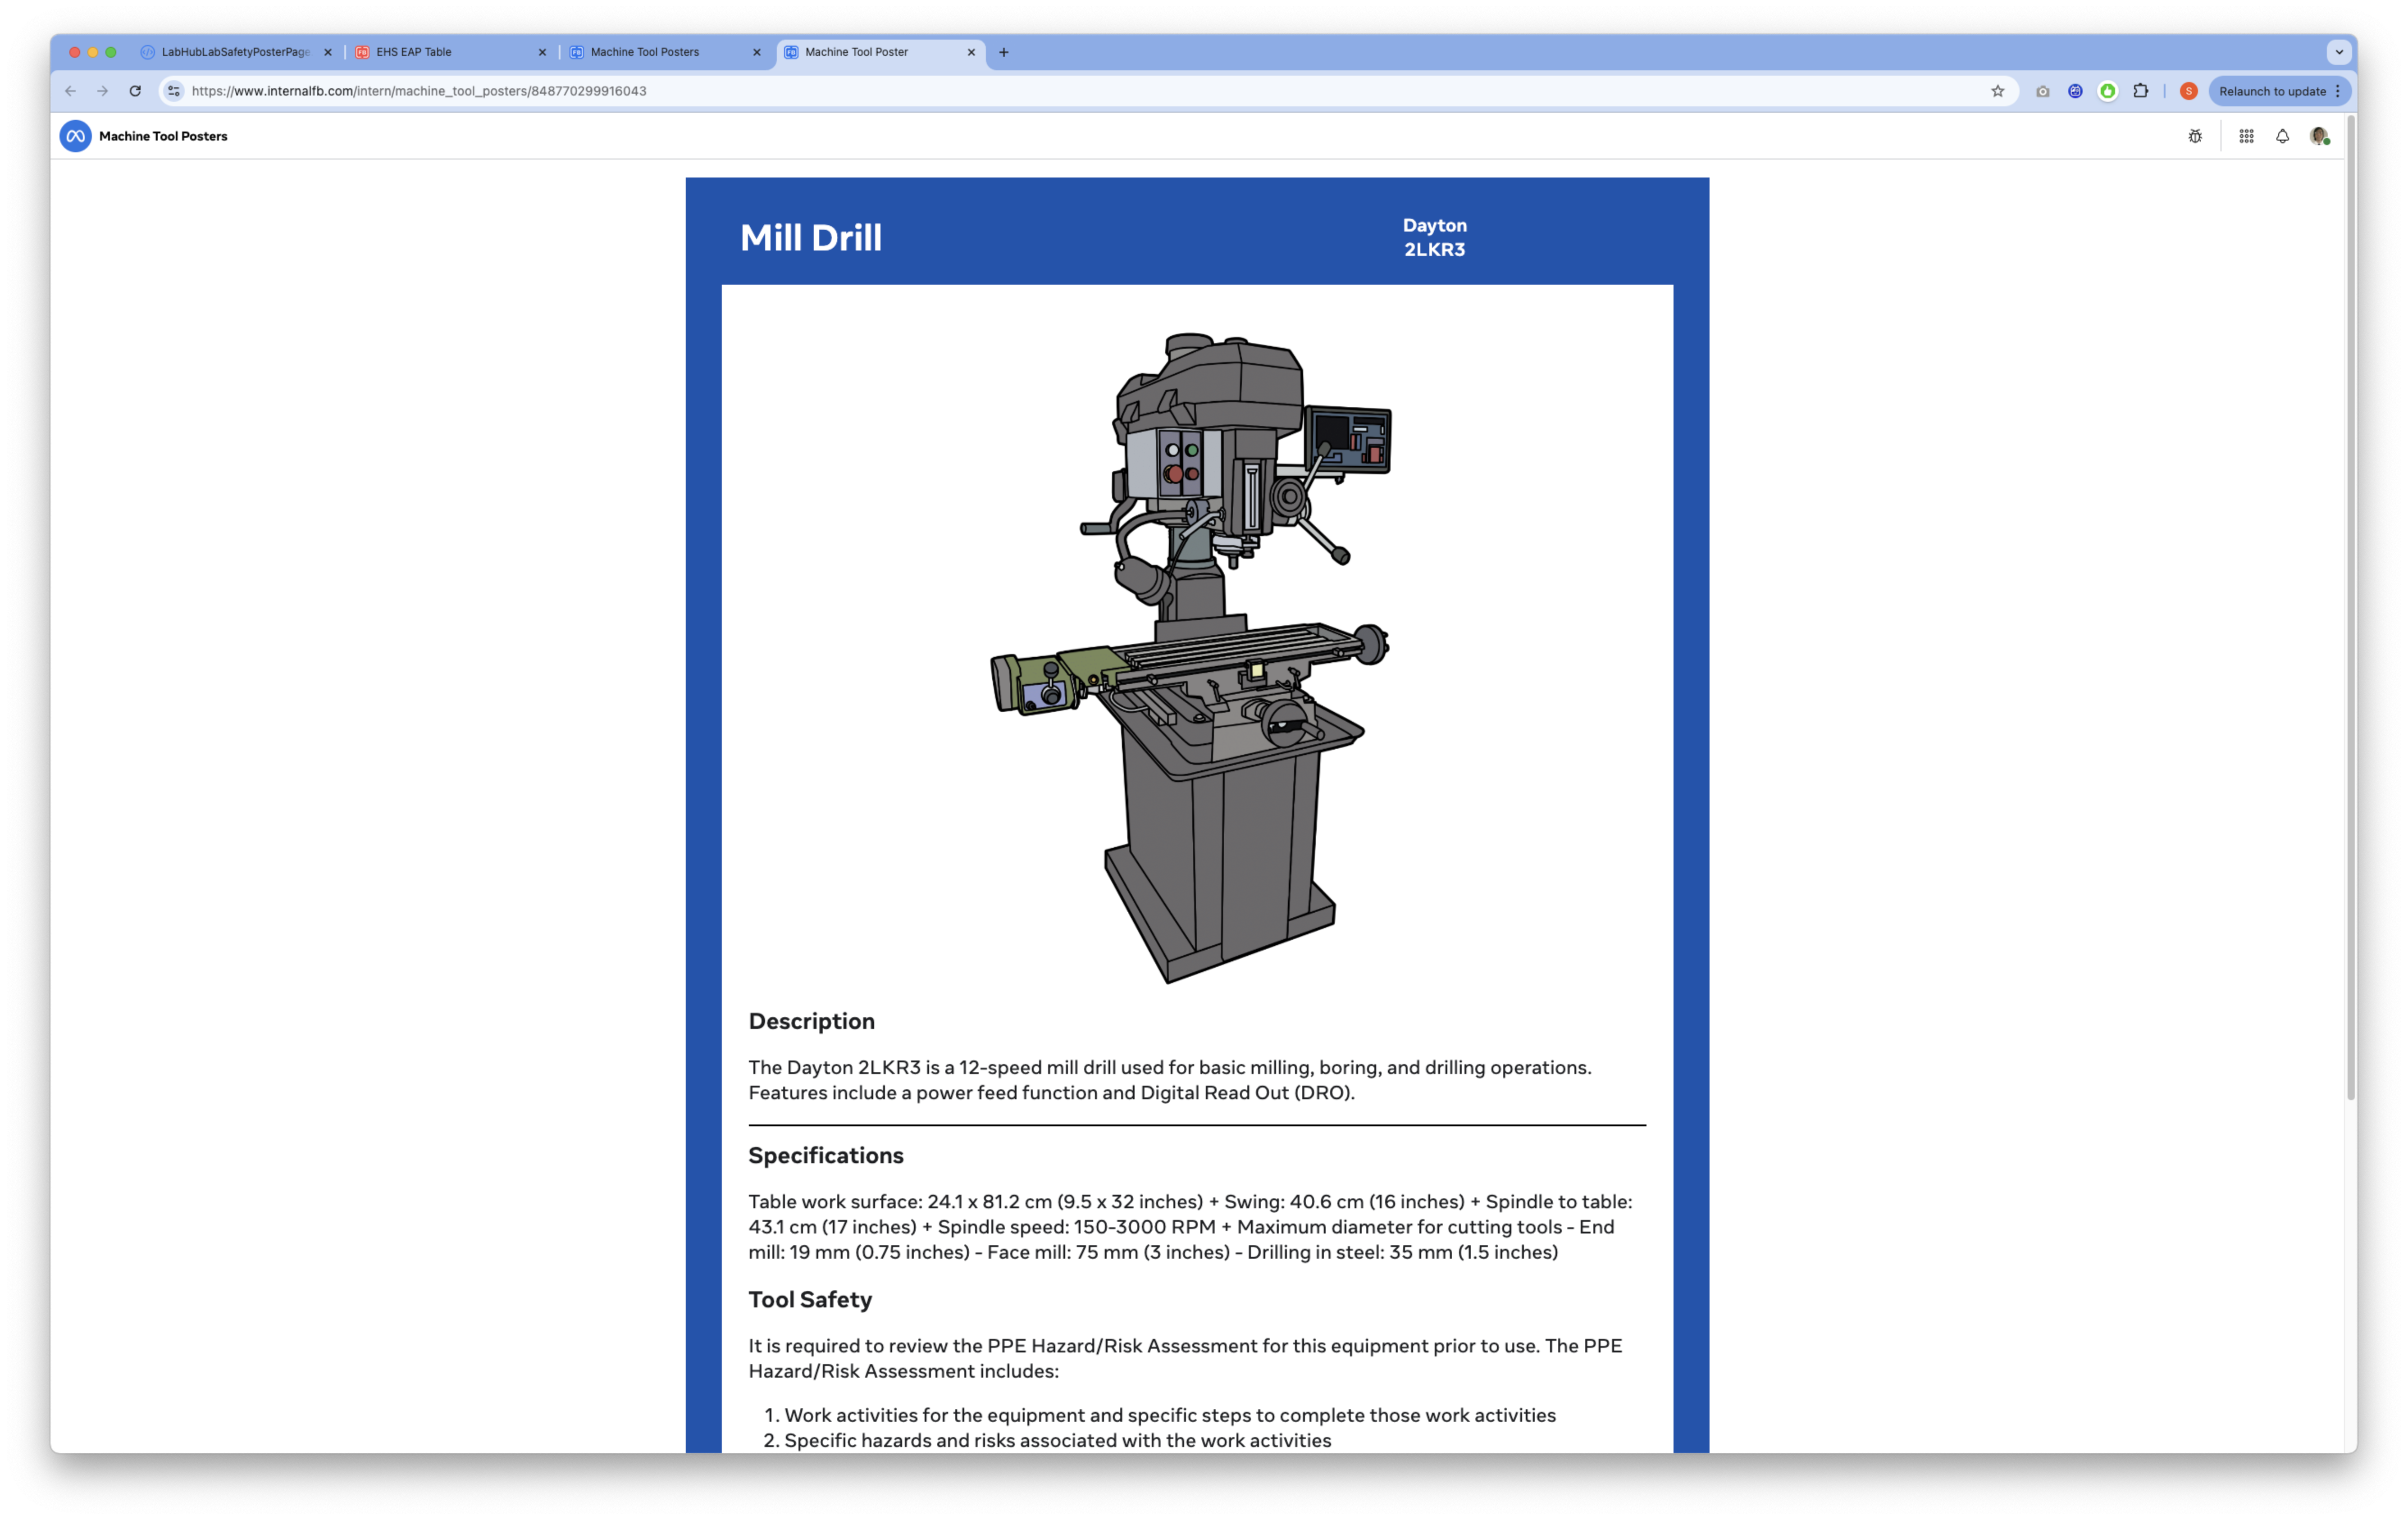 LabHubLabSafetyPosterPage
EHS EAP Table
Machine Tool Posters
Machine Tool Poster
https://www.internalfb.com/intern/machine_tool_posters/848770299916043
S
Relaunch to update
Machine Tool Posters
Mill Drill
Dayton
2LKR3
Description
The Dayton 2LKR3 is a 12-speed mill drill used for basic milling, boring, and drilling operations.
Features include a power feed function and Digital Read Out (DRO).
Specifications
Table work surface: 24.1 x 81.2 cm (9.5 x 32 inches) + Swing: 40.6 cm (16 inches) + Spindle to table:
43.1 cm (17 inches) + Spindle speed: 150-3000 RPM + Maximum diameter for cutting tools - End
mill: 19 mm (0.75 inches) - Face mill: 75 mm (3 inches) - Drilling in steel: 35 mm (1.5 inches)
Tool Safety
It is required to review the PPE Hazard/Risk Assessment for this equipment prior to use. The PPE
Hazard/Risk Assessment includes:
1. Work activities for the equipment and specific steps to complete those work activities
2. Specific hazards and risks associated with the work activities